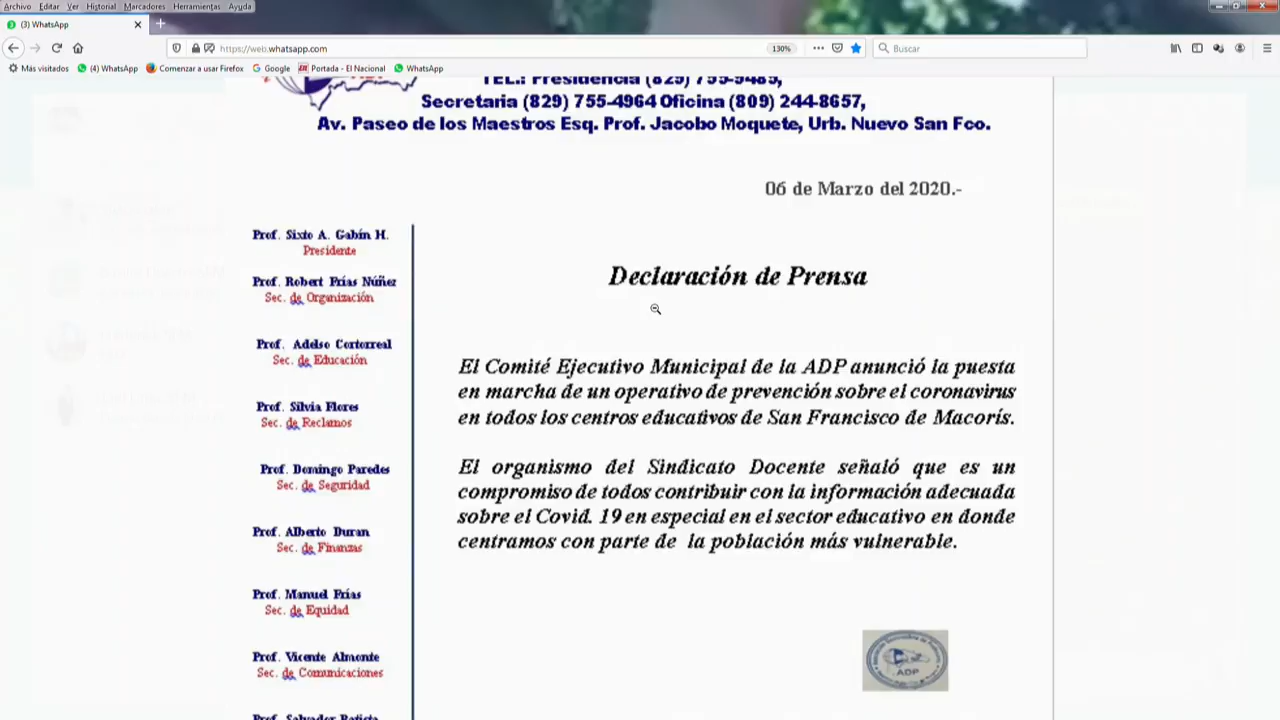 Archivo Editar Ver Historial Marcadores Herramientas Ayuda
(3) WhatsApp
https://web.whatsapp.com
130%
Buscar
Más visitados (4) WhatsApp Comenzar a usar Firefox Google Portada - El Nacional WhatsApp
TEL.: Presidencia (829) 755-9485,
Secretaria (829) 755-4964 Oficina (809) 244-8657,
Av. Paseo de los Maestros Esq. Prof. Jacobo Moquete, Urb. Nuevo San Fco.
06 de Marzo del 2020.-
Prof. Sixto A. Gabín H.
Presidente
Prof. Robert Frías Núñez
Sec. de Organización
Prof. Adelso Cortorreal
Sec. de Educación
Prof. Silvia Flores
Sec. de Reclamos
Prof. Domingo Paredes
Sec. de Seguridad
Prof. Alberto Duran
Sec. de Finanzas
Prof. Manuel Frías
Sec. de Equidad
Prof. Vicente Almonte
Sec. de Comunicaciones
Prof. Salvador Batista
Declaración de Prensa
El Comité Ejecutivo Municipal de la ADP anunció la puesta
en marcha de un operativo de prevención sobre el coronavirus
en todos los centros educativos de San Francisco de Macorís.
El organismo del Sindicato Docente señaló que es un
compromiso de todos contribuir con la información adecuada
sobre el Covid. 19 en especial en el sector educativo en donde
centramos con parte de la población más vulnerable.
ADP